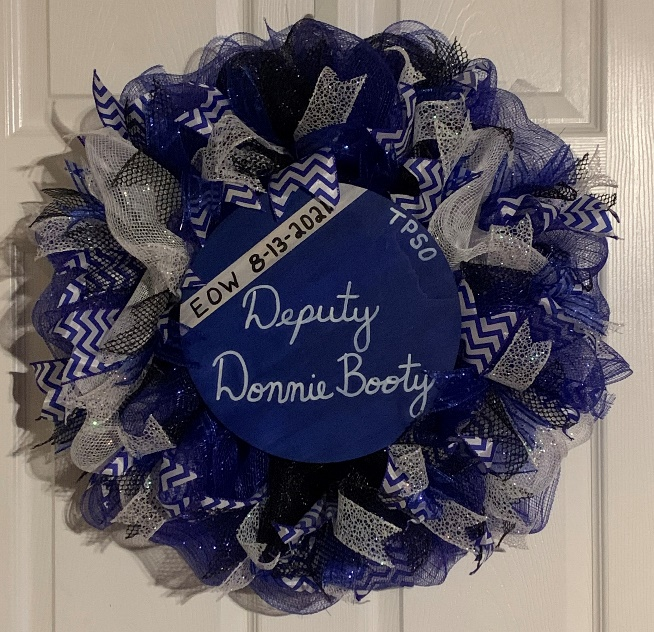 EOW 8-13-2021
TPSO
Deputy
Donnie Booty